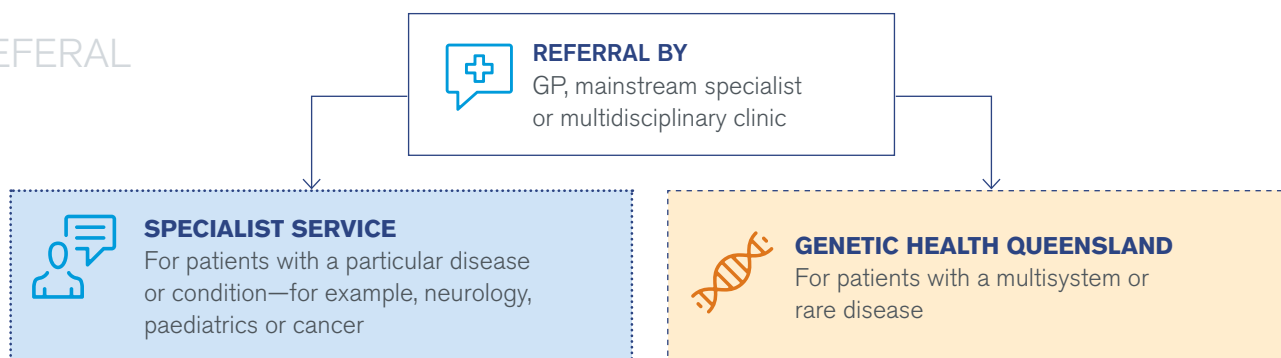 EFERAL
REFERRAL BY
GP, mainstream specialist
or multidisciplinary clinic
SPECIALIST SERVICE
For patients with a particular disease
or condition—for example, neurology,
paediatrics or cancer
GENETIC HEALTH QUEENSLAND
For patients with a multisystem or
rare disease